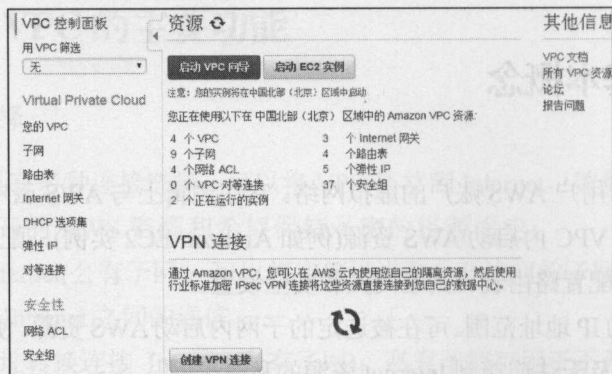 VPC 控制面板
用 VPC 筛选
无
Virtual Private Cloud
您的 VPC
子网
路由表
Internet 网关
DHCP 选项集
弹性 IP
对等连接
安全性
网络 ACL
安全组
资源
启动 VPC 向导
启动 EC2 实例
注意: 您的实例将在中国北部（北京）区域中启动
您正在使用以下在 中国北部（北京） 区域中的 Amazon VPC 资源:
4 个 VPC
3 个 Internet 网关
9 个子网
4 个路由表
4 个网络 ACL
5 个弹性 IP
0 个 VPC 对等连接
37 个安全组
2 个正在运行的实例
VPN 连接
通过 Amazon VPC，您可以在 AWS 云内使用您自己的隔离资源，然后使用
行业标准加密 IPsec VPN 连接将这些资源直接连接到您自己的数据中心。
创建 VPN 连接
其他信息
VPC 文档
所有 VPC 资源
论坛
报告问题